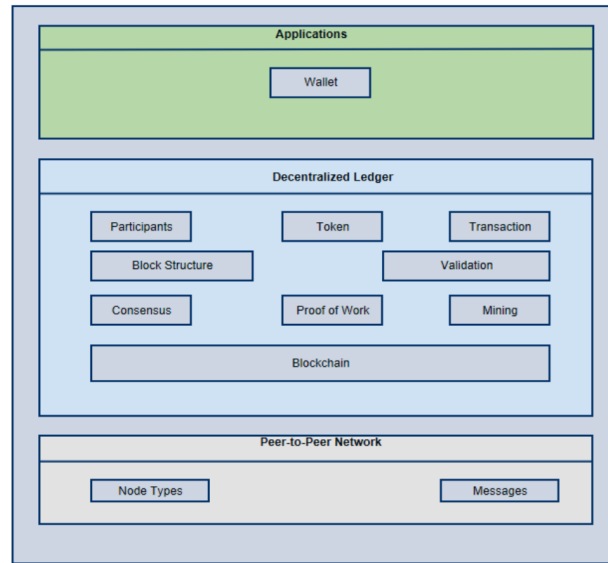 Applications
Wallet
Decentralized Ledger
Participants Token Transaction
Block Structure Validation
Consensus Proof of Work Mining
Blockchain
Peer-to-Peer Network
Node Types Messages